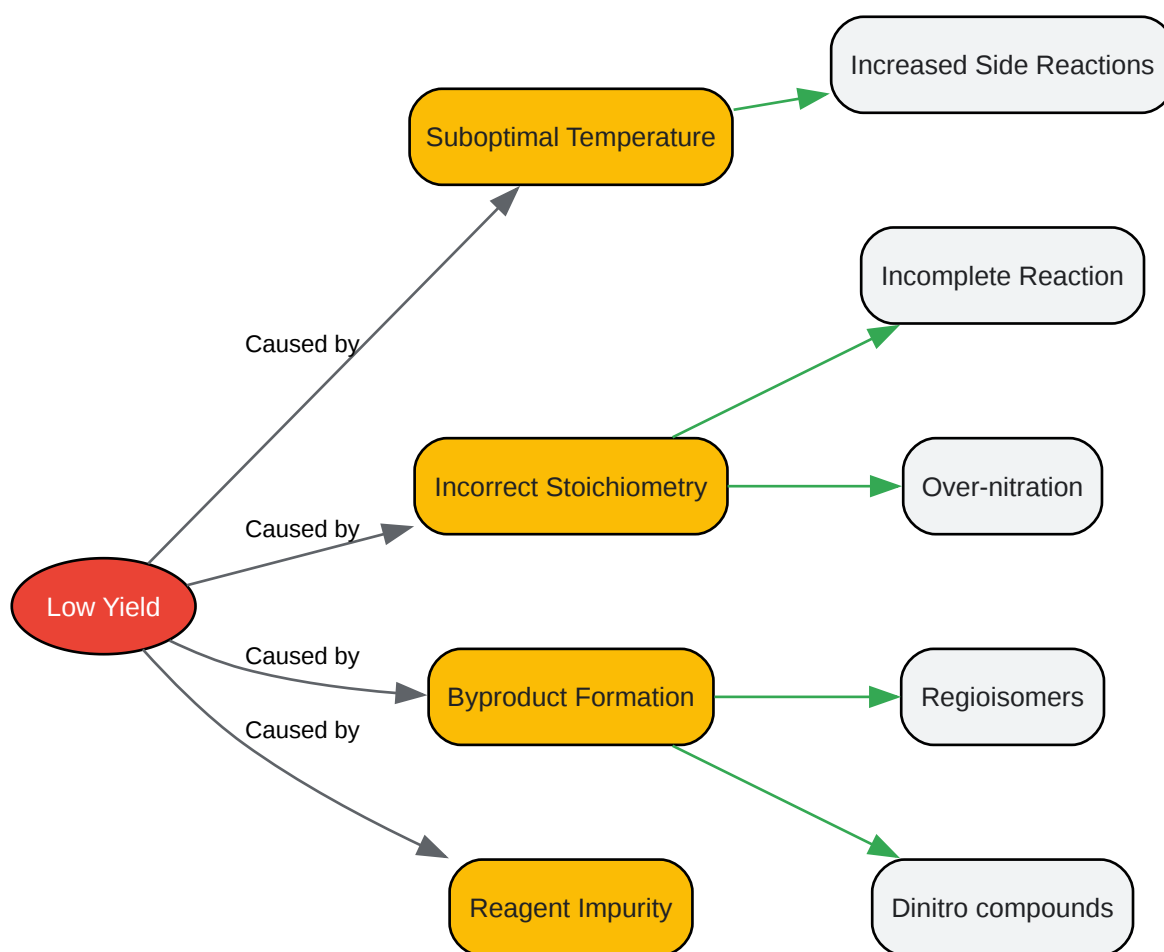 Increased Side Reactions
Suboptimal Temperature
Incomplete Reaction
Caused by
Incorrect Stoichiometry
Over-nitration
Caused by
Low Yield
Caused by
Byproduct Formation
Regioisomers
Caused by
Reagent Impurity
Dinitro compounds